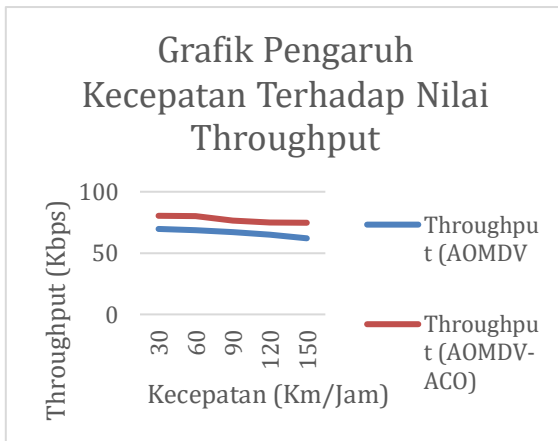 Grafik Pengaruh
Kecepatan Terhadap Nilai
Throughput
Throughput (Kbps)
100
50
0
30
60
90
120
150
Kecepatan (Km/Jam)
Throughpu
t (AOMDV
Throughpu
t (AOMDV-
ACO)